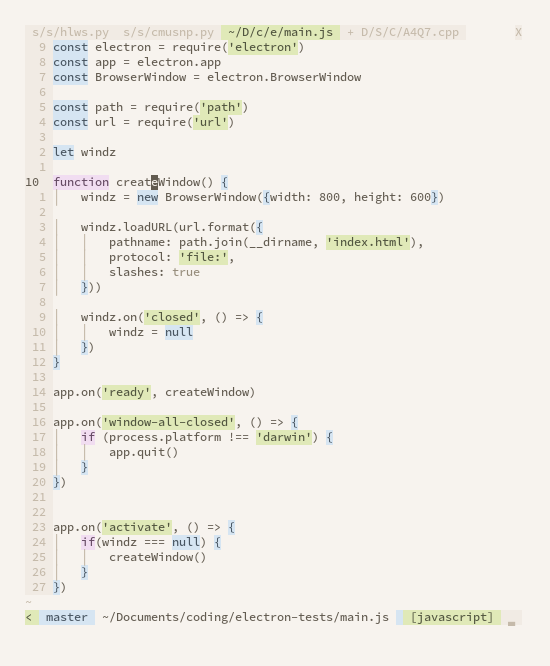 s/s/hlws.py  s/s/cmusnp.py  ~/D/c/e/main.js  + D/S/C/A4Q7.cpp  X
9 const electron = require('electron')
8 const app = electron.app
7 const BrowserWindow = electron.BrowserWindow
6
5 const path = require('path')
4 const url = require('url')
3
2 let windz
1
10 function createWindow() {
1     windz = new BrowserWindow({width: 800, height: 600})
2
3     windz.loadURL(url.format({
4         pathname: path.join(__dirname, 'index.html'),
5         protocol: 'file:',
6         slashes: true
7     }))
8
9     windz.on('closed', () => {
10         windz = null
11     })
12 }
13
14 app.on('ready', createWindow)
15
16 app.on('window-all-closed', () => {
17     if (process.platform !== 'darwin') {
18         app.quit()
19     }
20 })
21
22
23 app.on('activate', () => {
24     if(windz === null) {
25         createWindow()
26     }
27 })
~
<  master  ~/Documents/coding/electron-tests/main.js  [javascript]  _